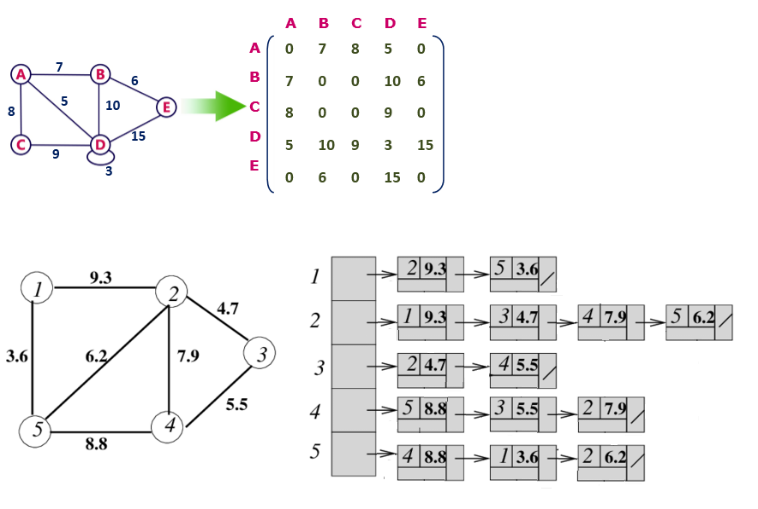 A B C D E
A 0 7 8 5 0
B 7 0 0 10 6
C 8 0 0 9 0
D 5 10 9 3 15
E 0 6 0 15 0
A 7 B 6
8 5 10 E
C 9 D 15
3
1 9.3 2 4.7
3.6 6.2 7.9 3
5 8.8 4 5.5
1 2 9.3 5 3.6
2 1 9.3 3 4.7 4 7.9 5 6.2
3 2 4.7 4 5.5
4 5 8.8 3 5.5 2 7.9
5 4 8.8 1 3.6 2 6.2